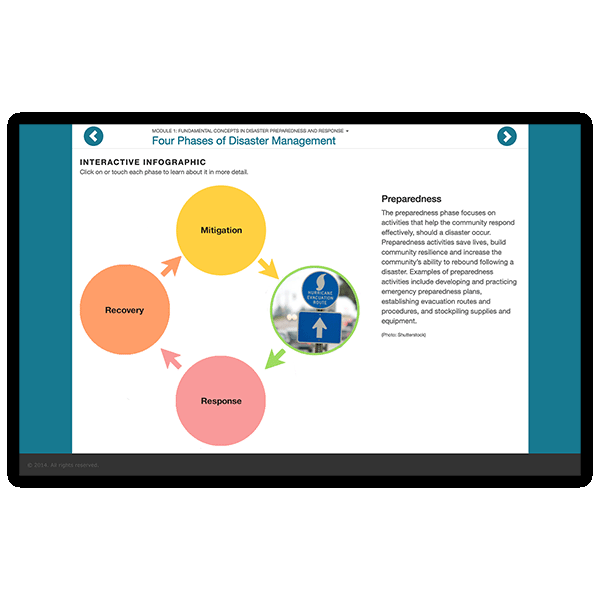 MODULE 1: FUNDAMENTAL CONCEPTS IN DISASTER PREPAREDNESS AND RESPONSE
Four Phases of Disaster Management
INTERACTIVE INFOGRAPHIC
Click on or touch each phase to learn about it in more detail.
Mitigation
Recovery
Response
HURRICANE
EVACUATION
ROUTE
Preparedness
The preparedness phase focuses on
activities that help the community respond
effectively, should a disaster occur.
Preparedness activities save lives, build
community resilience and increase the
community's ability to rebound following a
disaster. Examples of preparedness
activities include developing and practicing
emergency preparedness plans,
establishing evacuation routes and
procedures, and stockpiling supplies and
equipment.
(Photo: Shutterstock)
© 2014. All rights reserved.